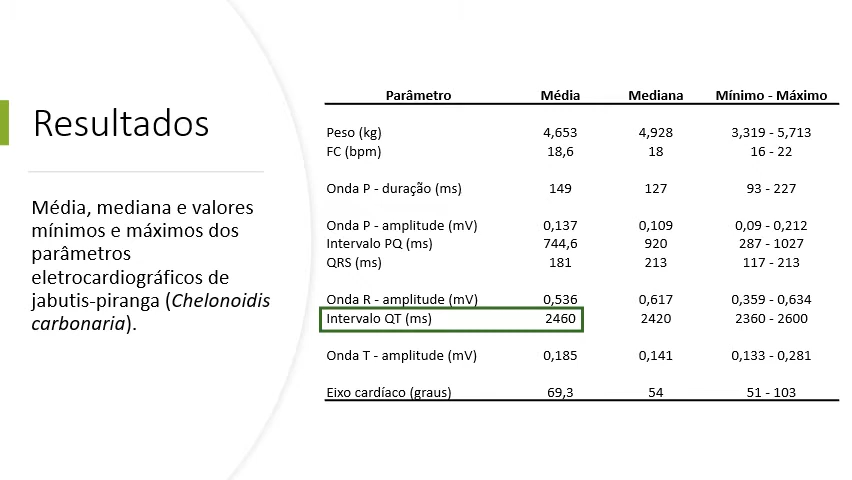 Resultados
Média, mediana e valores
mínimos e máximos dos
parâmetros
eletrocardiográficos de
jabutis-piranga (Chelonoidis
carbonaria).
Parâmetro Média Mediana Mínimo - Máximo
Peso (kg) 4,653 4,928 3,319 - 5,713
FC (bpm) 18,6 18 16 - 22
Onda P - duração (ms) 149 127 93 - 227
Onda P - amplitude (mV) 0,137 0,109 0,09 - 0,212
Intervalo PQ (ms) 744,6 920 287 - 1027
QRS (ms) 181 213 117 - 213
Onda R - amplitude (mV) 0,536 0,617 0,359 - 0,634
Intervalo QT (ms) 2460 2420 2360 - 2600
Onda T - amplitude (mV) 0,185 0,141 0,133 - 0,281
Eixo cardíaco (graus) 69,3 54 51 - 103